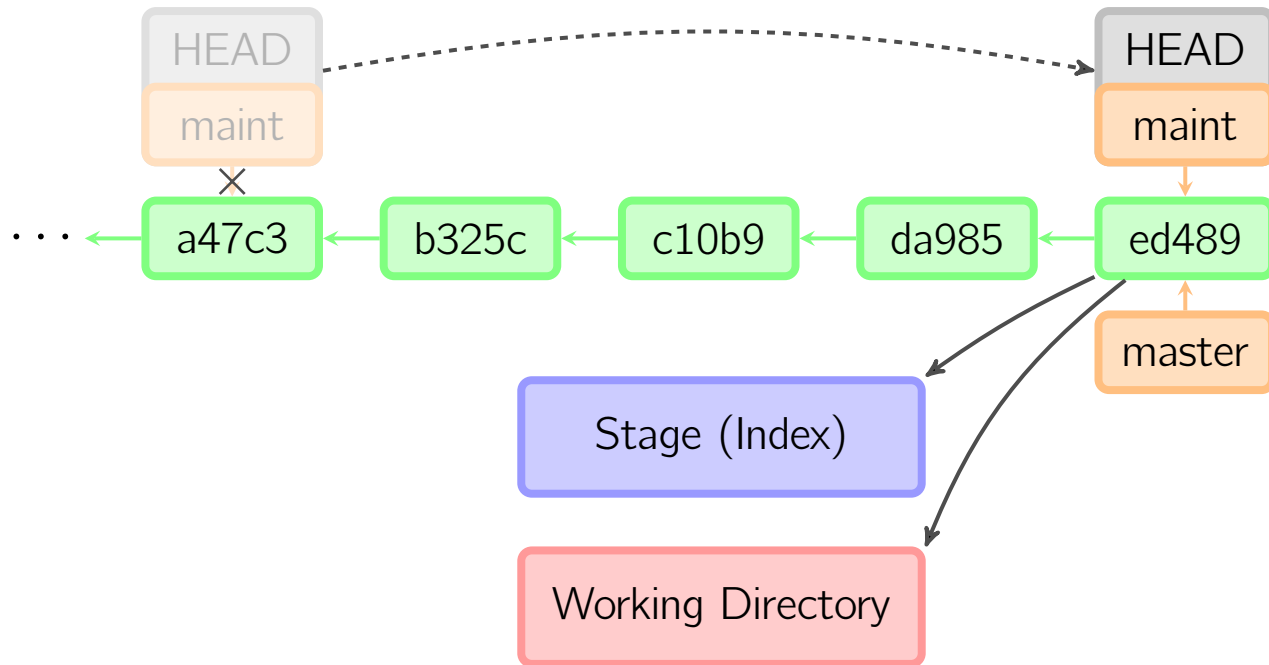 HEAD
HEAD
maint
maint
··· a47c3 b325c c10b9 da985 ed489
master
Stage (Index)
Working Directory